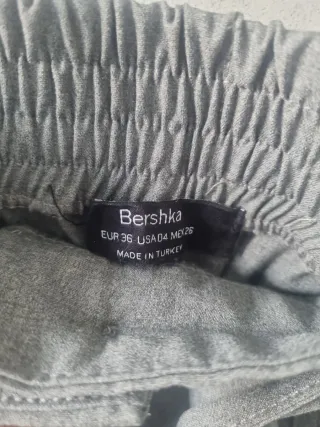 Bershka
EUR 36 USA 04 MEX 26
MADE IN TURKEY